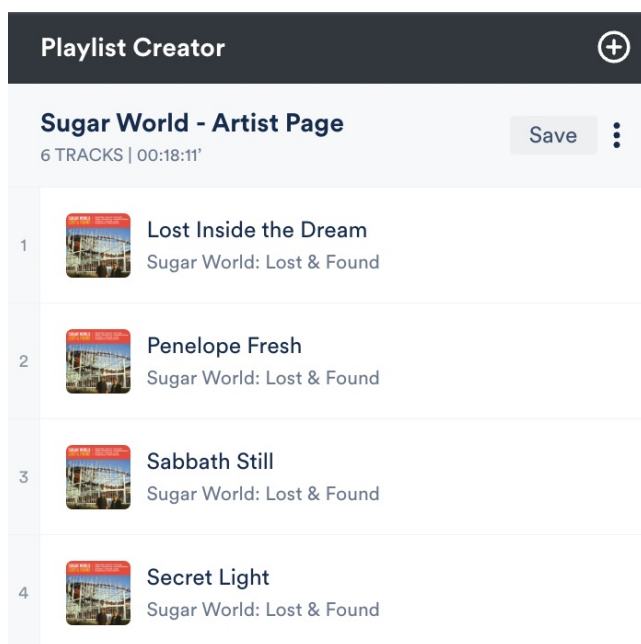 Playlist Creator
Sugar World - Artist Page
Save
6 TRACKS | 00:18:11’
1
Lost Inside the Dream
Sugar World: Lost & Found
2
Penelope Fresh
Sugar World: Lost & Found
3
Sabbath Still
Sugar World: Lost & Found
4
Secret Light
Sugar World: Lost & Found